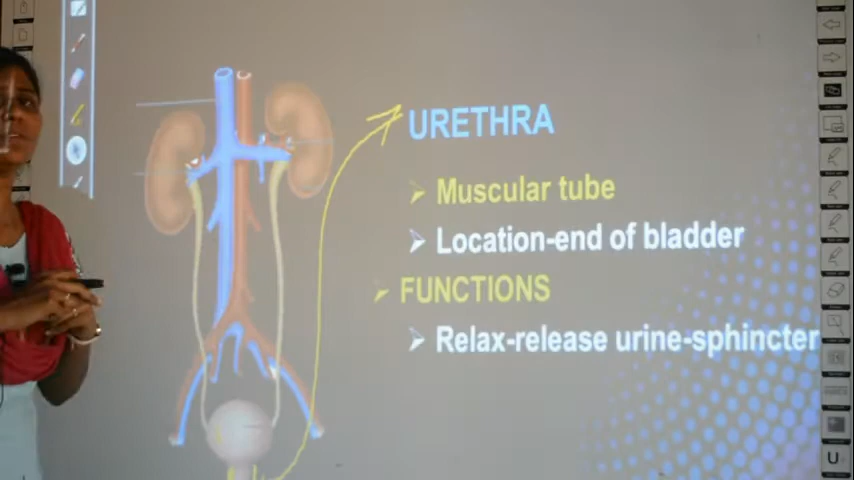 URETHRA
Muscular tube
Location-end of bladder
FUNCTIONS
Relax-release urine-sphincter
U